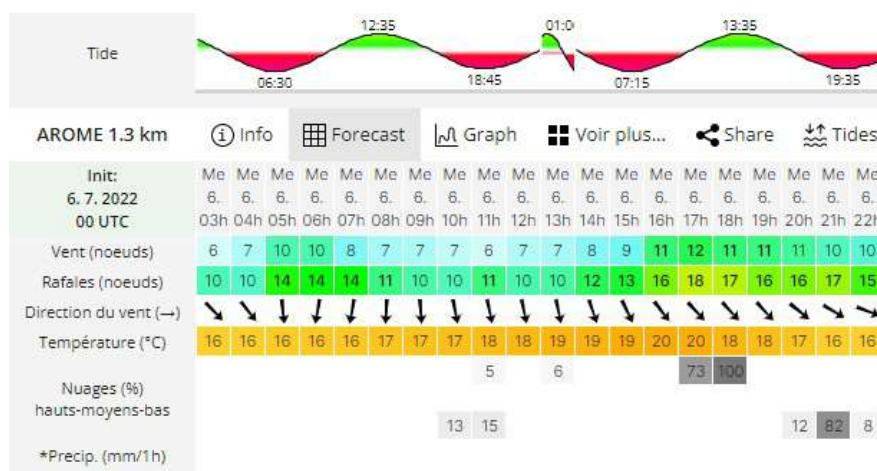 12:35 01:0 13:35
Tide
06:30 18:45 07:15 19:35
AROME 1.3 km Info Forecast Graph Voir plus... Share Tides
Init: Me Me Me Me Me Me Me Me Me Me Me Me Me Me Me Me Me Me Me Me
6. 7. 2022 6. 6. 6. 6. 6. 6. 6. 6. 6. 6. 6. 6. 6. 6. 6. 6. 6. 6. 6. 6.
00 UTC 03h 04h 05h 06h 07h 08h 09h 10h 11h 12h 13h 14h 15h 16h 17h 18h 19h 20h 21h 22h
Vent (noeuds) 6 7 10 10 8 7 7 7 6 7 7 8 9 11 12 11 11 11 10 10
Rafales (noeuds) 10 10 14 14 14 11 10 10 11 10 10 12 13 16 18 17 16 16 17 15
Direction du vent (→)
Température (°C) 16 16 16 16 16 17 17 17 18 18 19 19 19 20 20 18 18 17 16 16
5 6 73 100
Nuages (%)
hauts-moyens-bas
13 15 12 82 8
*Precip. (mm/1h)